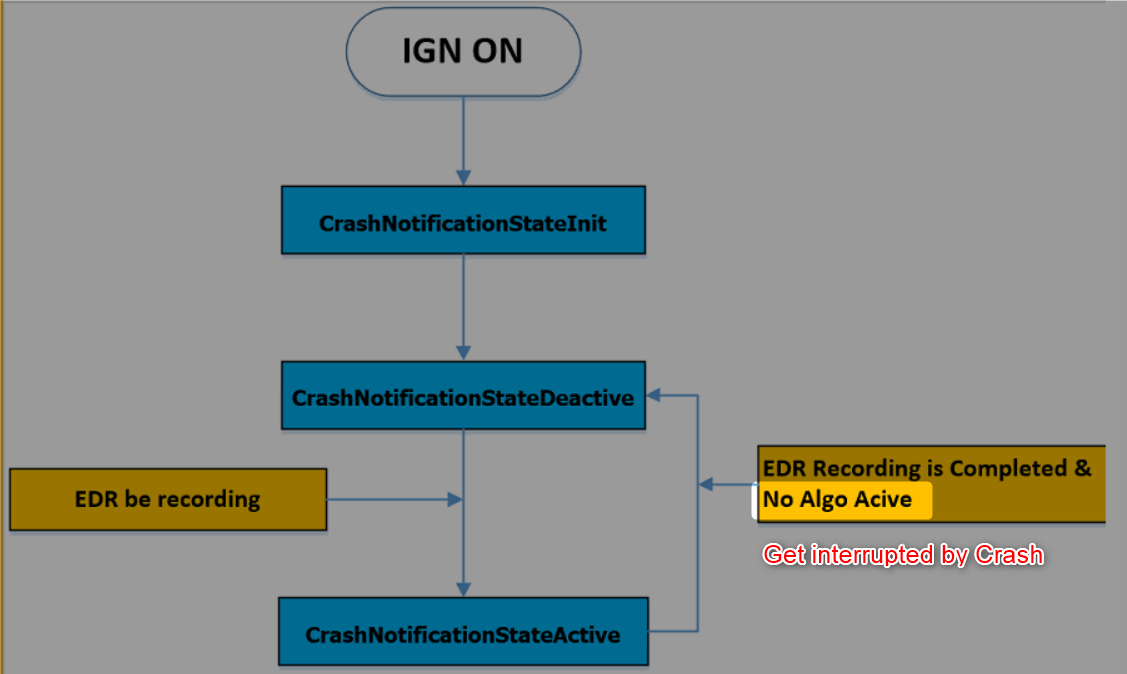 IGN ON
CrashNotificationStateInit
CrashNotificationStateDeactive
EDR be recording
EDR Recording is Completed &
No Algo Acive
Get interrupted by Crash
CrashNotificationStateActive